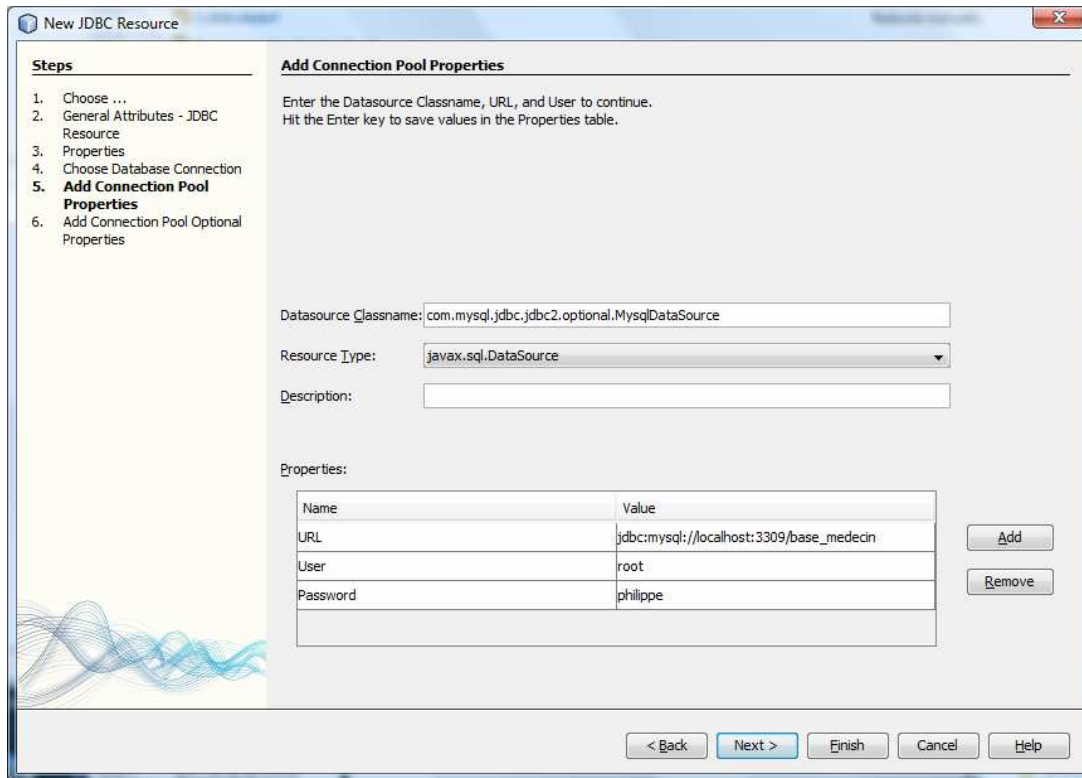 New JDBC Resource
Steps
1. Choose ...
2. General Attributes - JDBC
Resource
3. Properties
4. Choose Database Connection
5. Add Connection Pool
Properties
6. Add Connection Pool Optional
Properties
Add Connection Pool Properties
Enter the Datasource Classname, URL, and User to continue.
Hit the Enter key to save values in the Properties table.
Datasource Classname: com.mysql.jdbc.jdbc2.optional.MysqlDataSource
Resource Type: javax.sql.DataSource
Description:
Properties:
Name Value
URL jdbc:mysql://localhost:3309/base_medecin
User root
Password philippe
Add
Remove
< Back Next > Finish Cancel Help